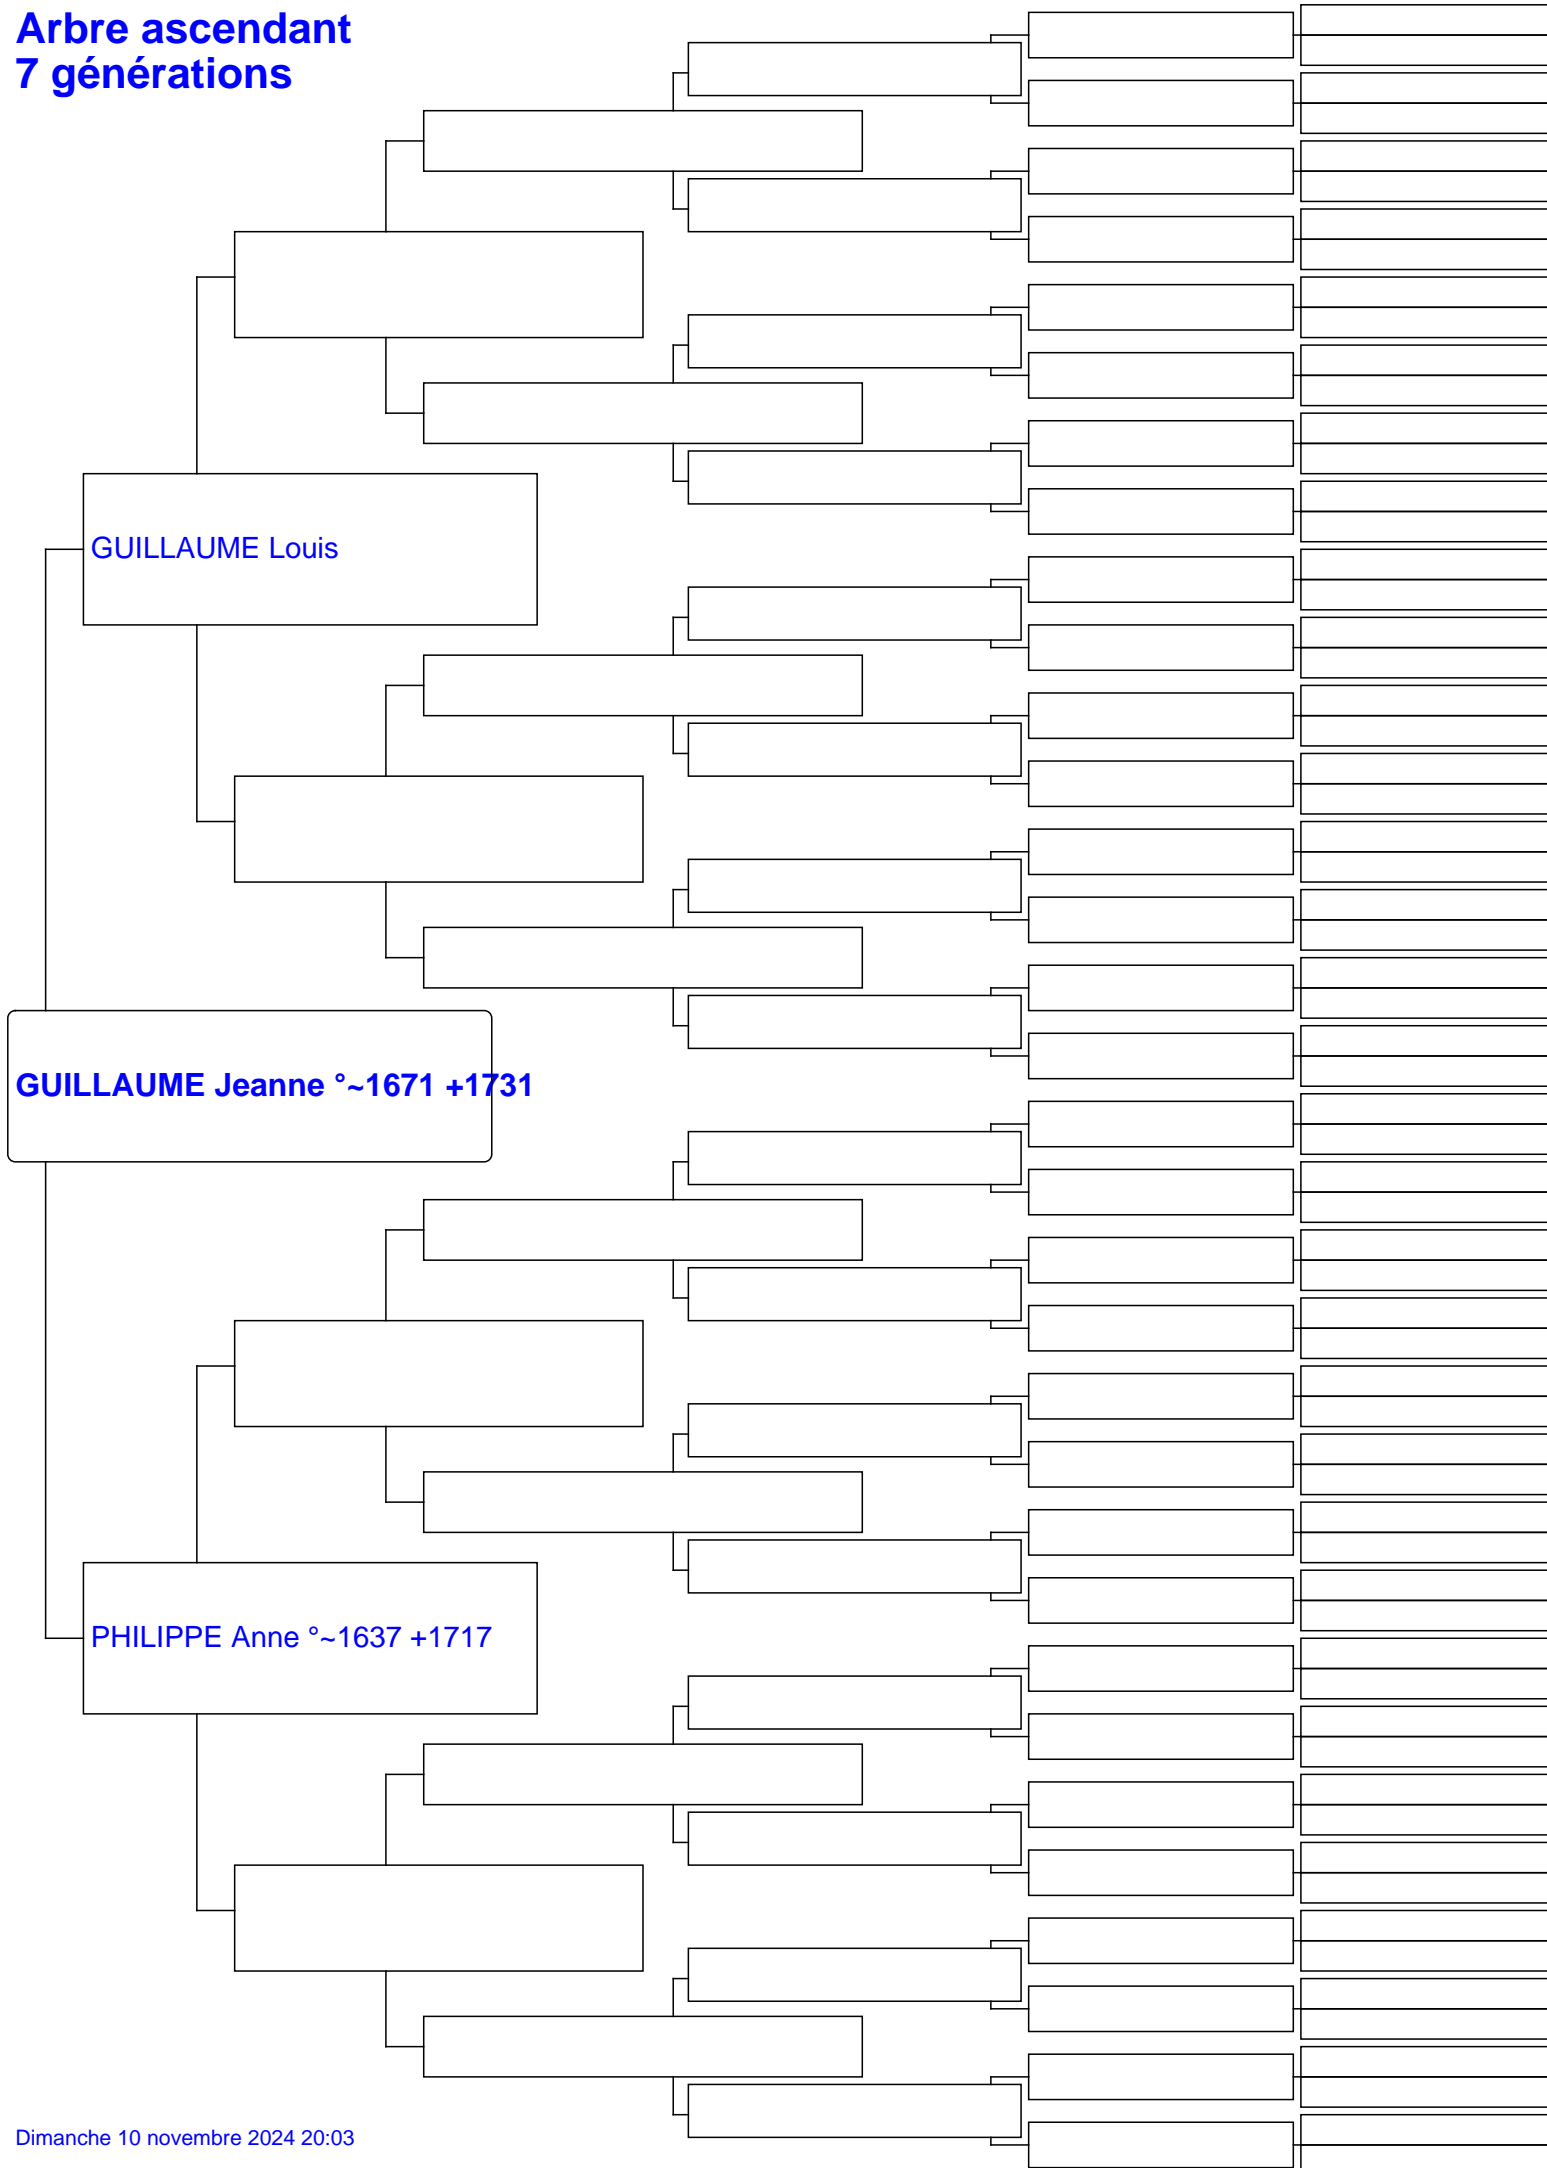 Arbre ascendant
7 générations
GUILLAUME Louis
GUILLAUME Jeanne °~1671 +1731
PHILIPPE Anne °~1637 +1717
Dimanche 10 novembre 2024 20:03